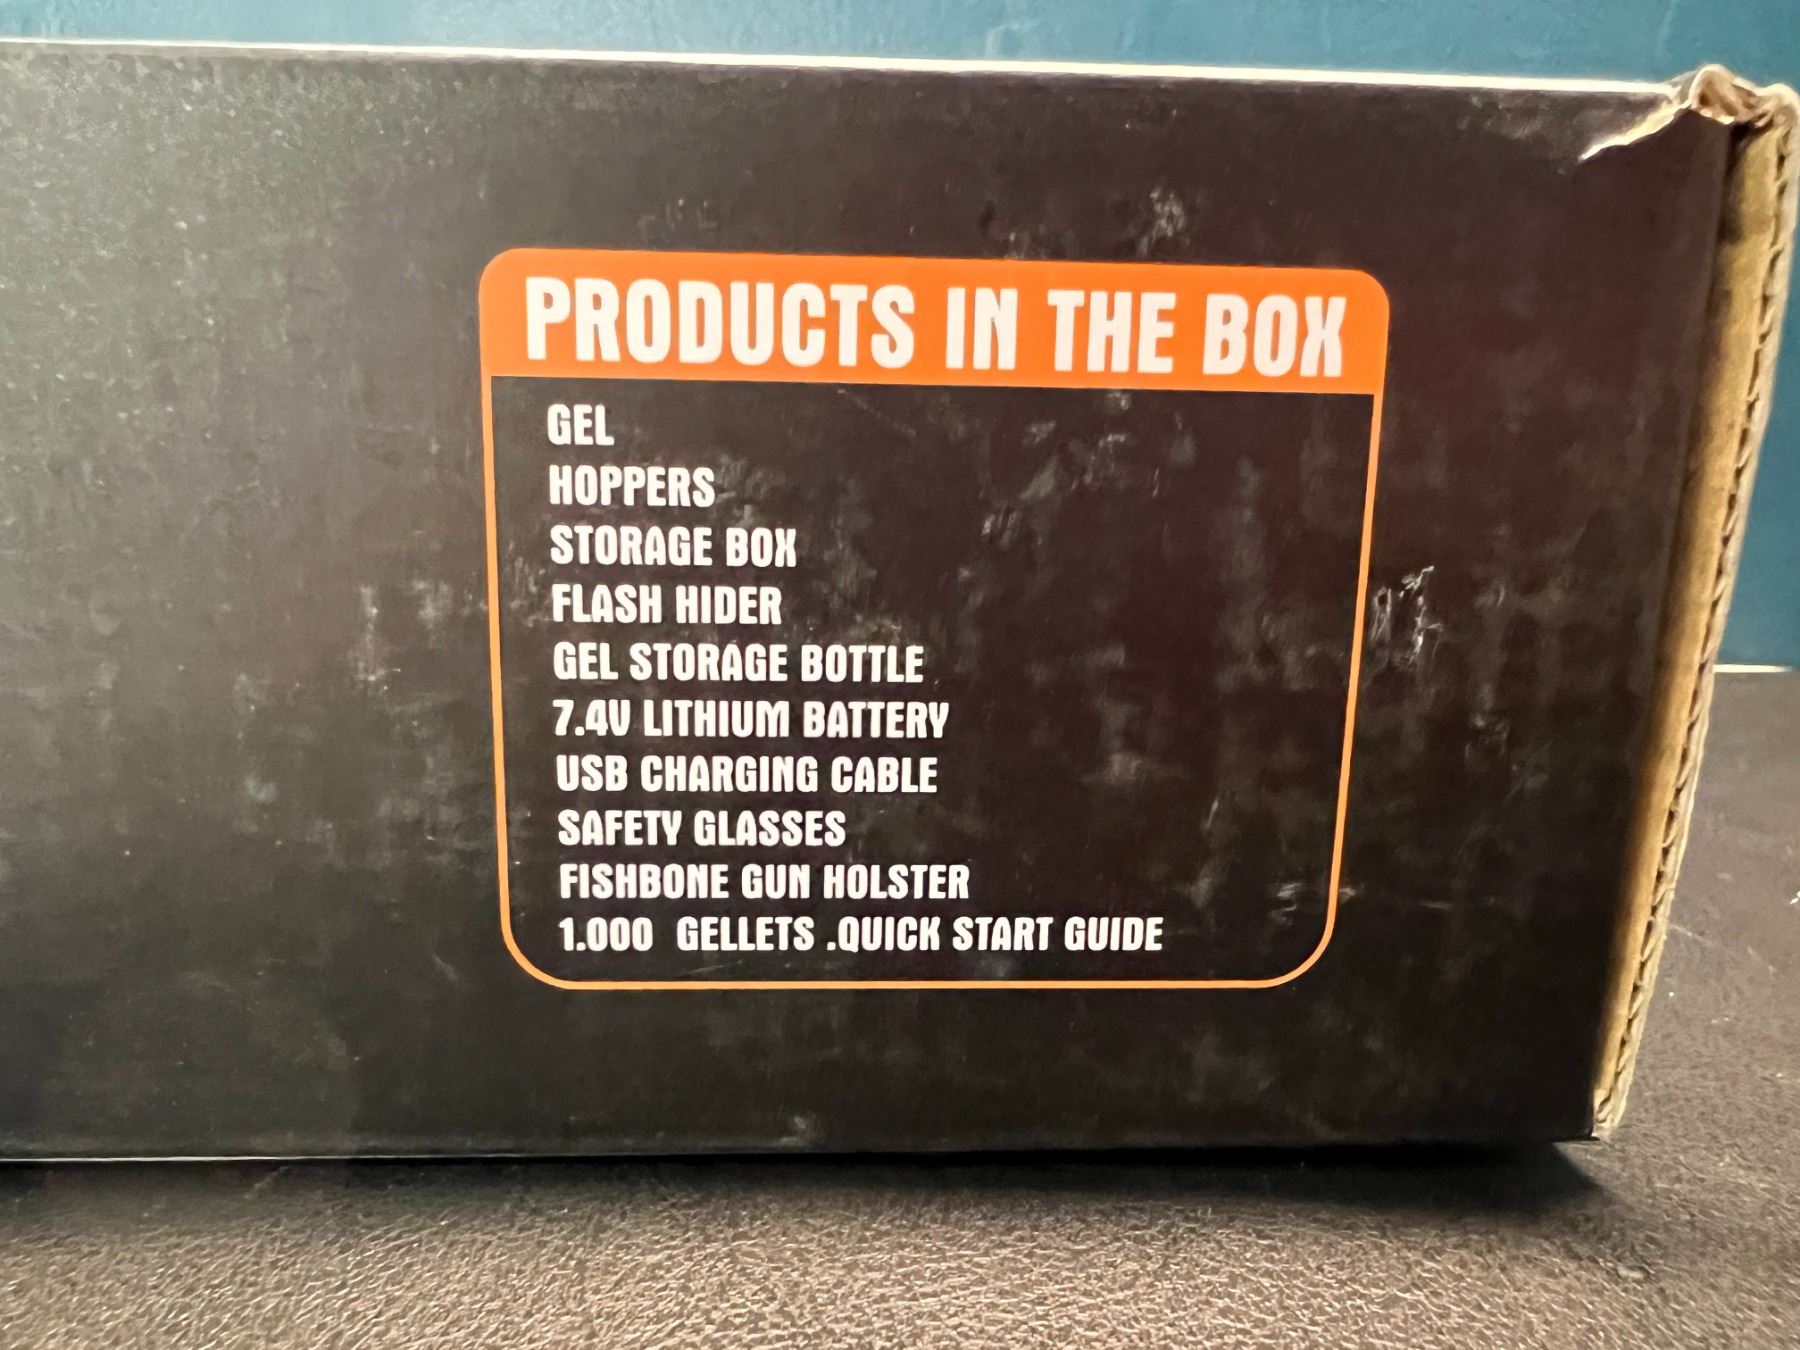 PRODUCTS IN THE BOX
GEL
HOPPERS
STORAGE BOX
FLASH HIDER
GEL STORAGE BOTTLE
7.4V LITHIUM BATTERY
USB CHARGING CABLE
SAFETY GLASSES
FISHBONE GUN HOLSTER
1.000 GELLETS .QUICK START GUIDE